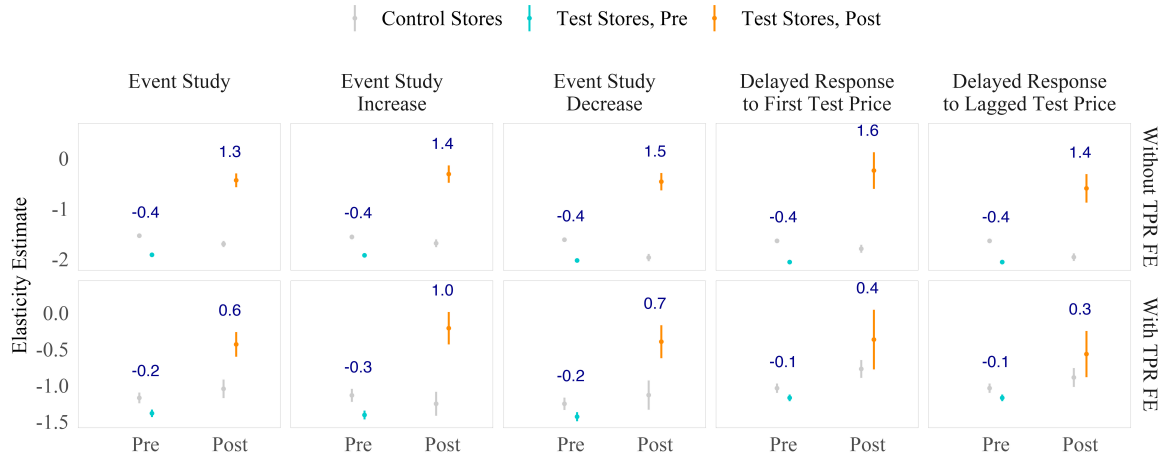 Control Stores Test Stores, Pre Test Stores, Post
Event Study
Event Study
Increase
Event Study
Decrease
Delayed Response
to First Test Price
Delayed Response
to Lagged Test Price
Elasticity Estimate
0
-1
-2
-0.4 1.3
-0.4 1.4
-0.4 1.5
-0.4 1.6
-0.4 1.4
Without TPR FE
0.0
-0.5
-1.0
-1.5
-0.2 0.6
-0.3 1.0
-0.2 0.7
-0.1 0.4
-0.1 0.3
With TPR FE
Pre Post Pre Post Pre Post Pre Post Pre Post